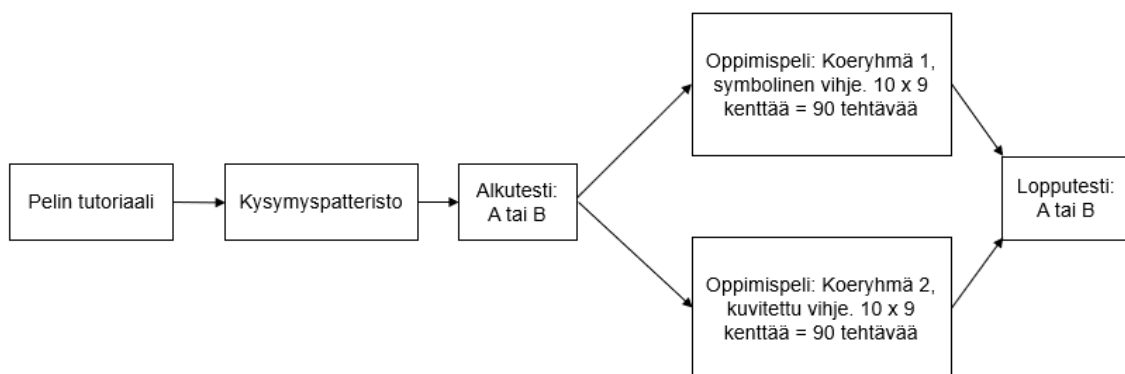 Pelin tutoriaali
Kysymyspatteristo
Alkutesti:
A tai B
Oppimispeli: Koeryhmä 1,
symbolinen vihje. 10 x 9
kenttää = 90 tehtävää
Oppimispeli: Koeryhmä 2,
kuvitettu vihje. 10 x 9
kenttää = 90 tehtävää
Lopputesti:
A tai B